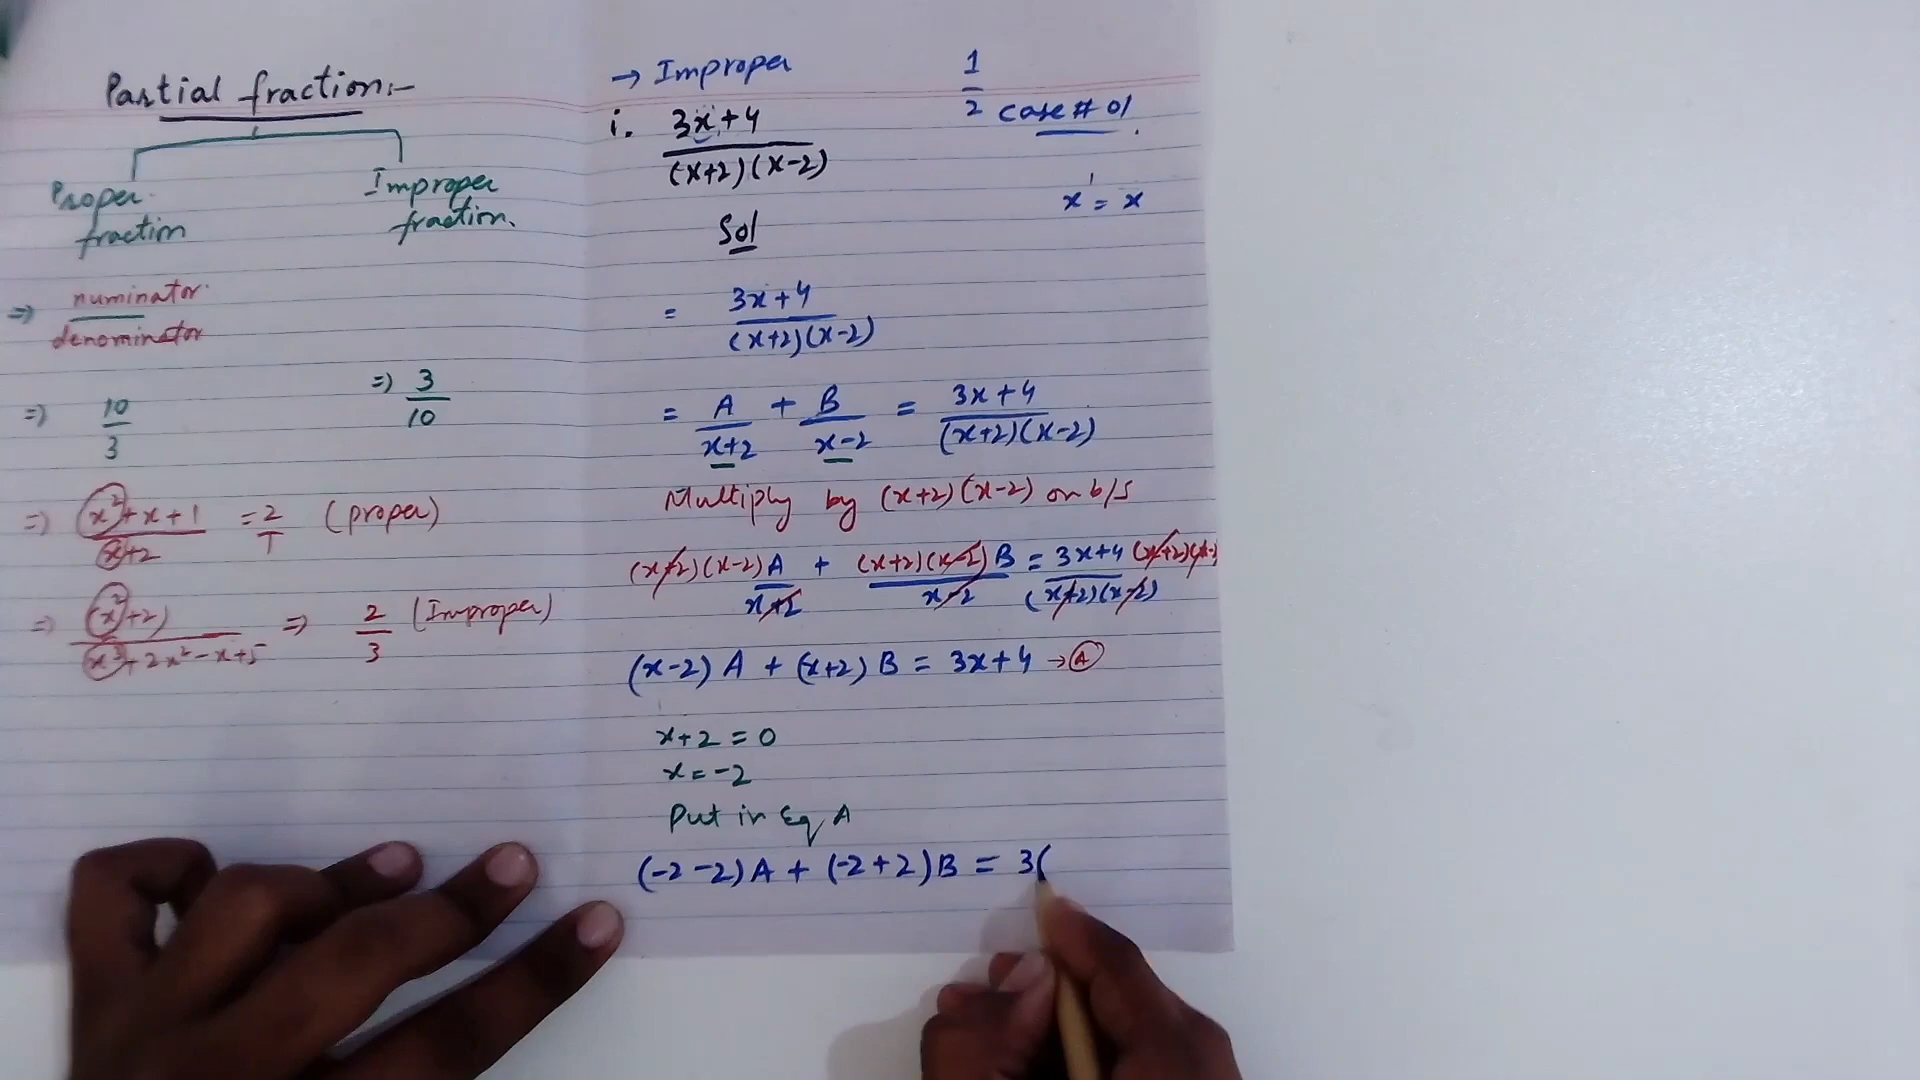 Partial fraction:-
Proper fraction
Improper fraction.
=> numinator
denominator
=> 10/3
=> 3/10
=> x²+x+1 / x+2 = 2/1 (proper)
=> (x²+2) / x³+2x²-x+5 => 2/3 (Improper)
→ Improper
1/2 case # 01
i. 3x+4 / (x+2)(x-2)
x¹ = x
Sol
= 3x+4 / (x+2)(x-2)
= A/x+2 + B/x-2 = 3x+4 / (x+2)(x-2)
Multiply by (x+2)(x-2) on b/s
(x+2)(x-2)A / x+2 + (x+2)(x-2)B / x-2 = 3x+4 (x+2)(x-2) / (x+2)(x-2)
(x-2) A + (x+2) B = 3x+4 → A
x+2 = 0
x = -2
Put in Eq A
(-2-2)A + (-2+2)B = 3(